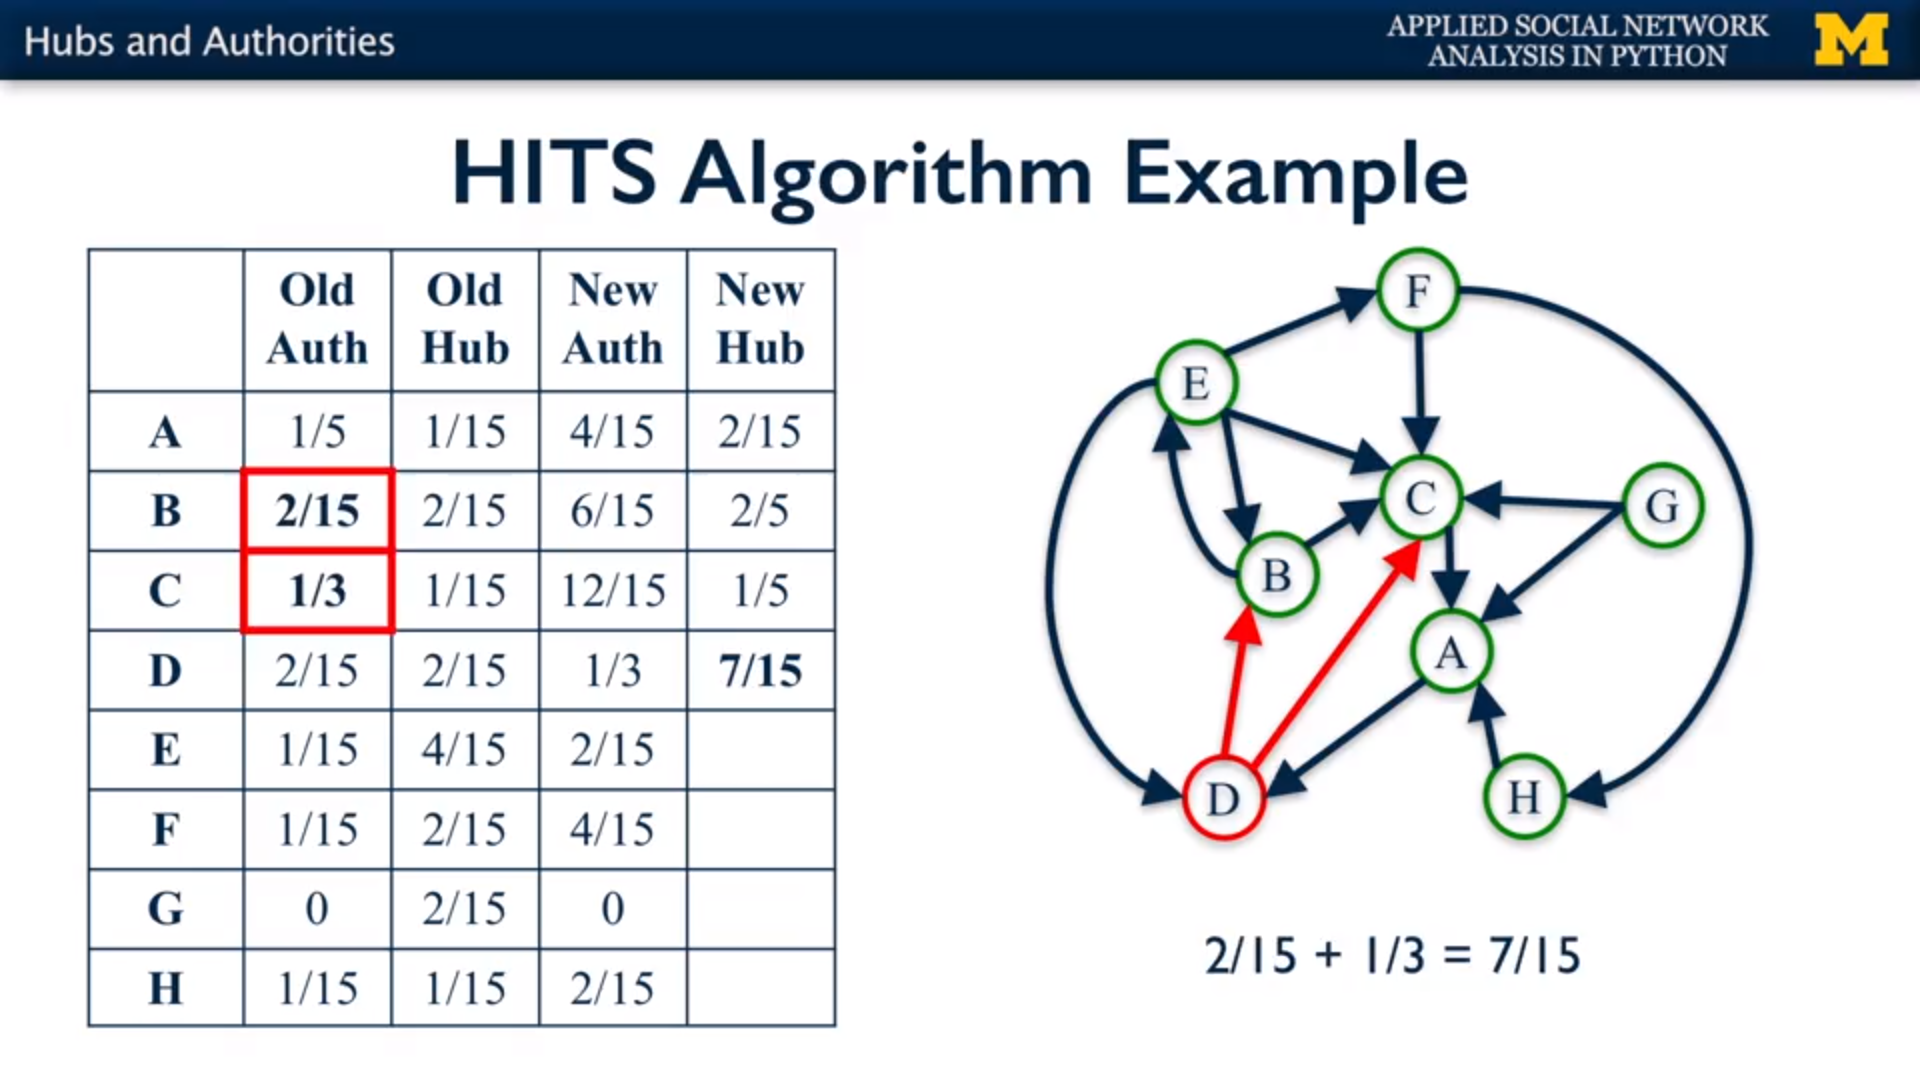 Hubs and Authorities
APPLIED SOCIAL NETWORK
ANALYSIS IN PYTHON
M
HITS Algorithm Example
Old Auth Old Hub New Auth New Hub
A 1/5 1/15 4/15 2/15
B 2/15 2/15 6/15 2/5
C 1/3 1/15 12/15 1/5
D 2/15 2/15 1/3 7/15
E 1/15 4/15 2/15
F 1/15 2/15 4/15
G 0 2/15 0
H 1/15 1/15 2/15
F
E
C
G
B
A
D
H
2/15 + 1/3 = 7/15